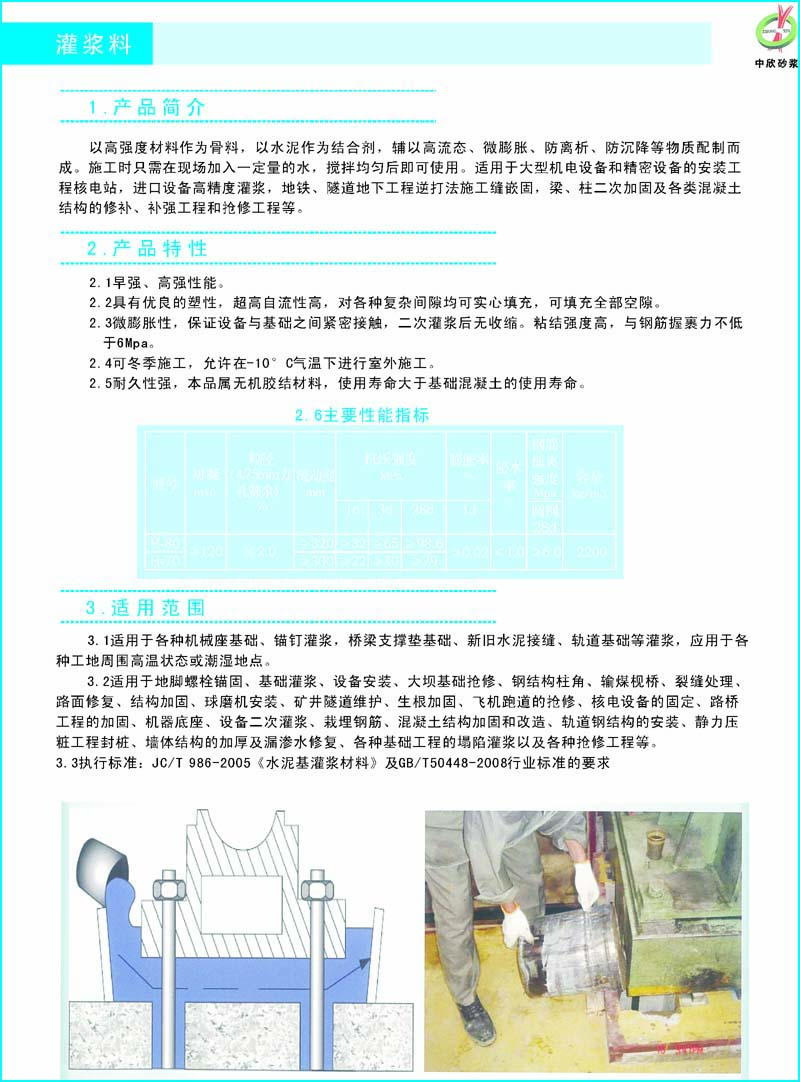 灌浆料
中欣砂浆
1.产品简介
以高强度材料作为骨料，以水泥作为结合剂，辅以高流态、微膨胀、防离析、防沉降等物质配制而
成。施工时只需在现场加入一定量的水，搅拌均匀后即可使用。适用于大型机电设备和精密设备的安装工
程核电站，进口设备高精度灌浆，地铁、隧道地下工程逆打法施工缝嵌固，梁、柱二次加固及各类混凝土
结构的修补、补强工程和抢修工程等。
2.产品特性
2.1早强、高强性能。
2.2具有优良的塑性，超高自流性高，对各种复杂间隙均可实心填充，可填充全部空隙。
2.3微膨胀性，保证设备与基础之间紧密接触，二次灌浆后无收缩。粘结强度高，与钢筋握裹力不低
于6Mpa。
2.4可冬季施工，允许在-10°C气温下进行室外施工。
2.5耐久性强，本品属无机胶结材料，使用寿命大于基础混凝土的使用寿命。
2.6主要性能指标
3.适用范围
3.1适用于各种机械座基础、锚钉灌浆，桥梁支撑垫基础、新旧水泥接缝、轨道基础等灌浆，应用于各
种工地周围高温状态或潮湿地点。
3.2适用于地脚螺栓锚固、基础灌浆、设备安装、大坝基础抢修、钢结构柱角、输煤枧桥、裂缝处理、
路面修复、结构加固、球磨机安装、矿井隧道维护、生根加固、飞机跑道的抢修、核电设备的固定、路桥
工程的加固、机器底座、设备二次灌浆、栽埋钢筋、混凝土结构加固和改造、轨道钢结构的安装、静力压
粧工程封桩、墙体结构的加厚及漏渗水修复、各种基础工程的塌陷灌浆以及各种抢修工程等。
3.3执行标准：JC/T 986-2005《水泥基灌浆材料》及GB/T50448-2008行业标准的要求